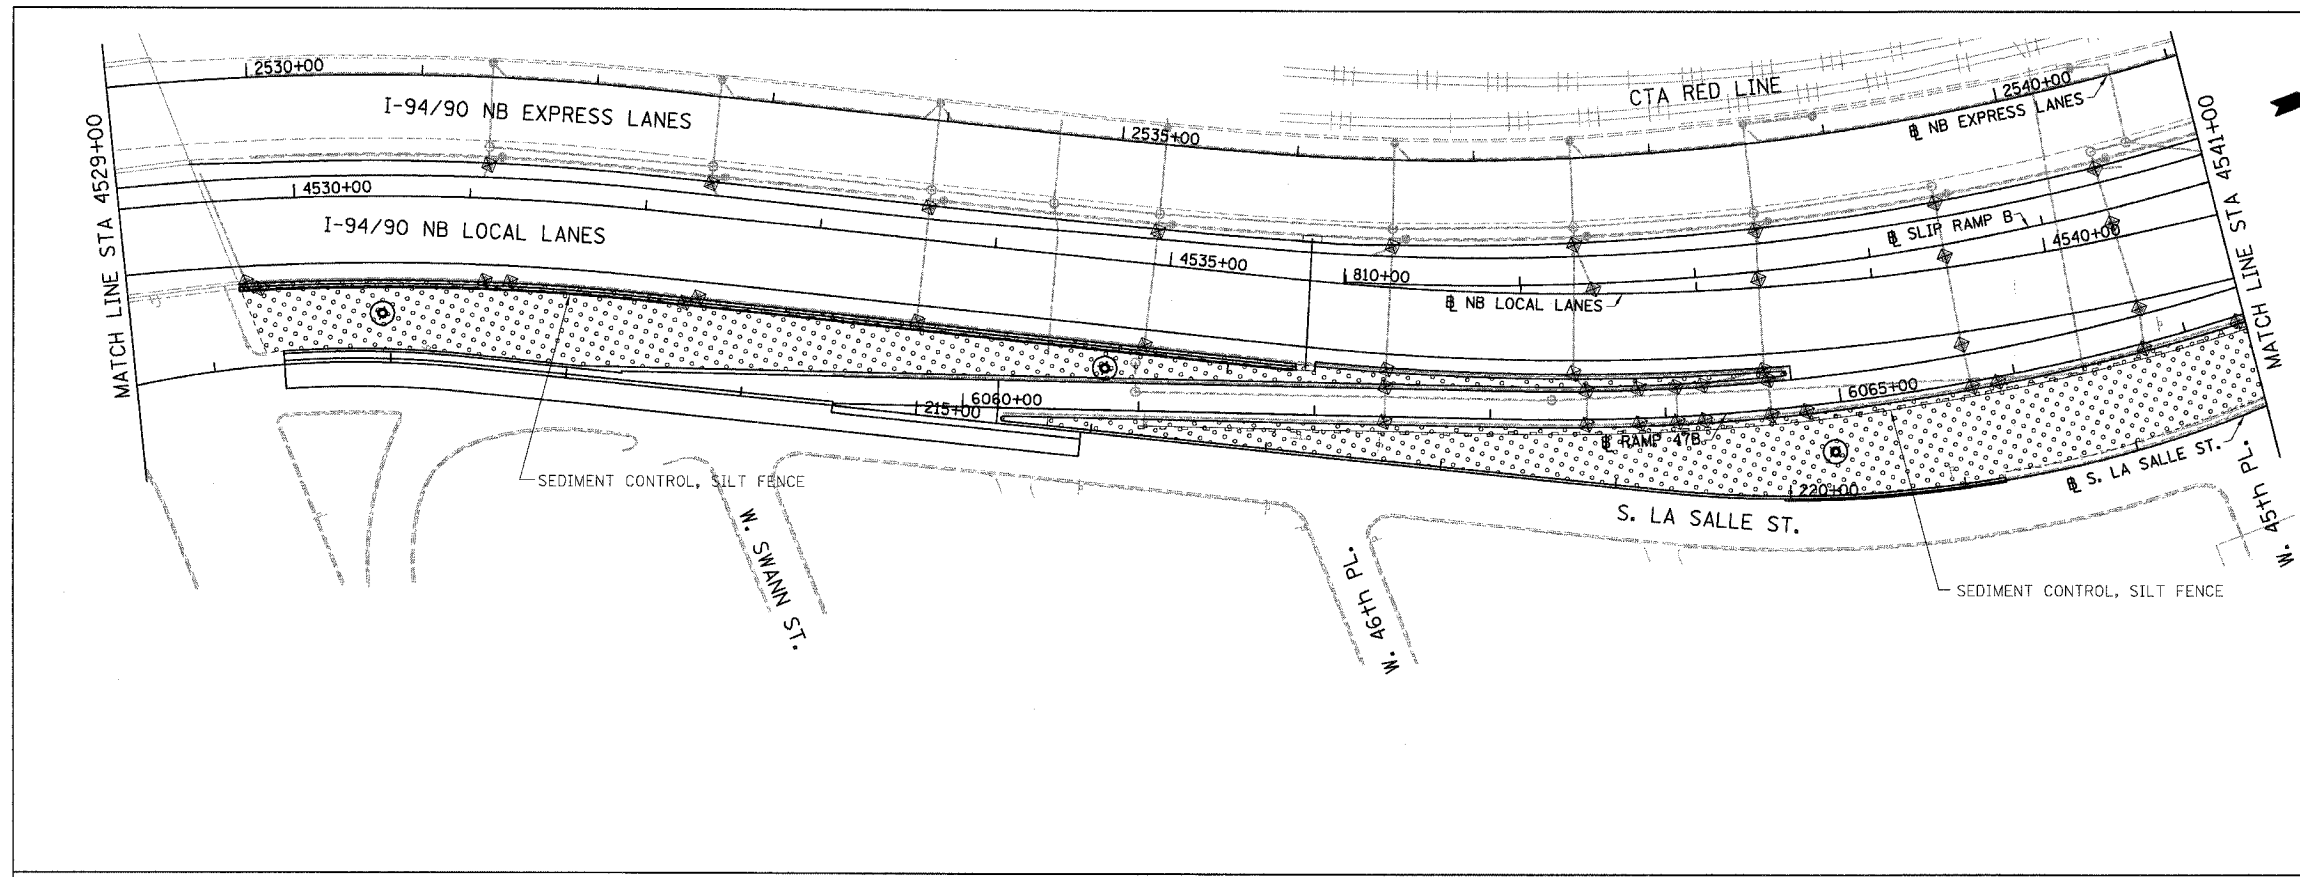 2530+00
I-94/90 NB EXPRESS LANES
CTA RED LINE
2540+00
℄ NB EXPRESS LANES
2535+00
MATCH LINE STA 4529+00
4530+00
I-94/90 NB LOCAL LANES
4535+00
810+00
℄ NB LOCAL LANES
℄ SLIP RAMP B
4540+00
MATCH LINE STA 4541+00
6060+00
215+00
6065+00
℄ RAMP 47B
220+00
℄ S. LA SALLE ST.
SEDIMENT CONTROL, SILT FENCE
S. LA SALLE ST.
W. SWANN ST.
W. 46th PL.
W. 45th PL.
SEDIMENT CONTROL, SILT FENCE